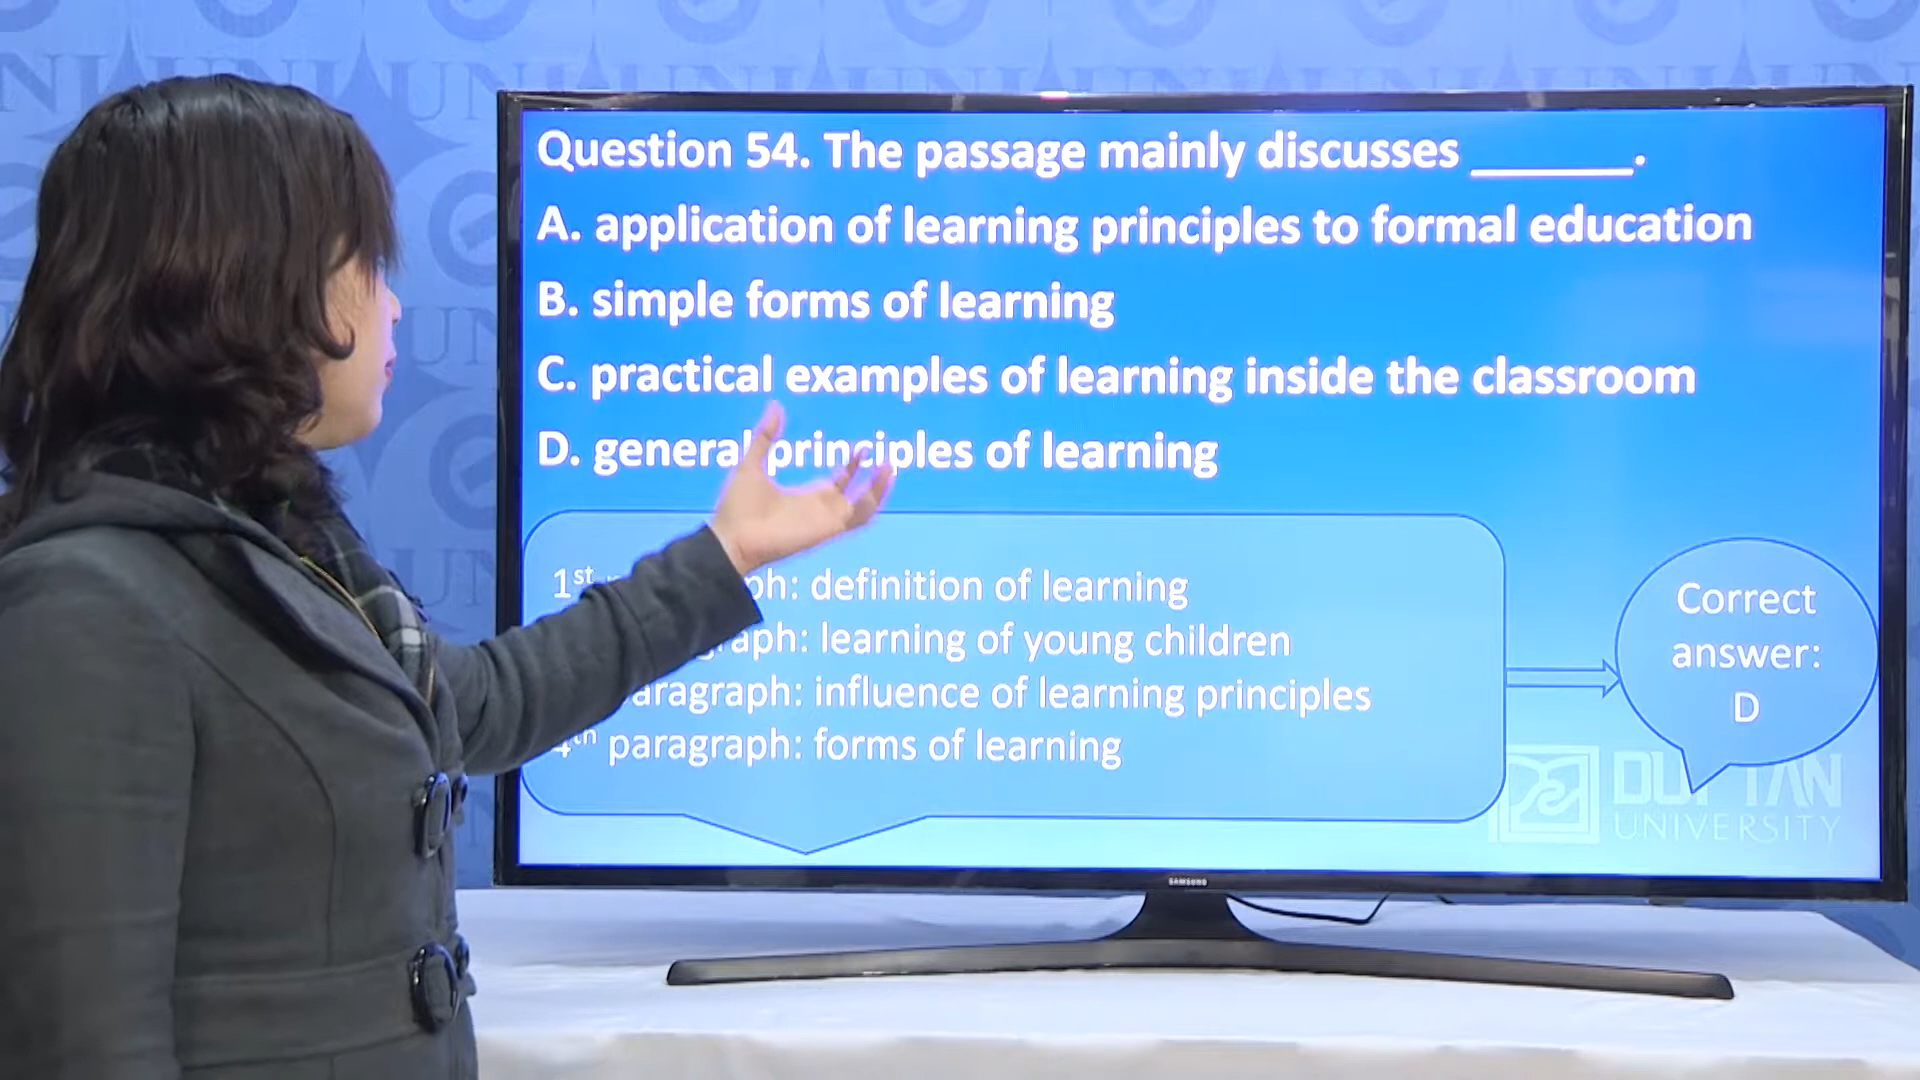 Question 54. The passage mainly discusses _______.
A. application of learning principles to formal education
B. simple forms of learning
C. practical examples of learning inside the classroom
D. general principles of learning
1st ph: definition of learning
aph: learning of young children
aragraph: influence of learning principles
4th paragraph: forms of learning
Correct
answer:
D
UNIVERSITY
SAMSUNG